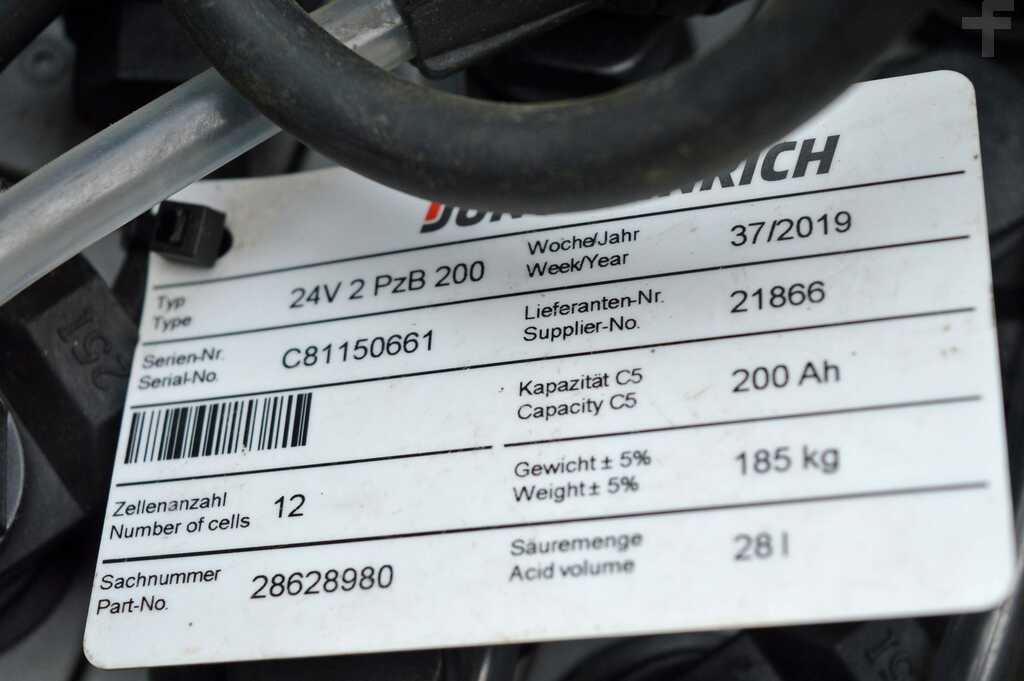 JUNGHEINRICH
Typ
Type
24V 2 PzB 200
Woche/Jahr
Week/Year
37/2019
Serien-Nr.
Serial-No.
C81150661
Lieferanten-Nr.
Supplier-No.
21866
Kapazität C5
Capacity C5
200 Ah
Zellenanzahl
Number of cells
12
Gewicht ± 5%
Weight ± 5%
185 kg
Sachnummer
Part-No.
28628980
Säuremenge
Acid volume
28 l
25